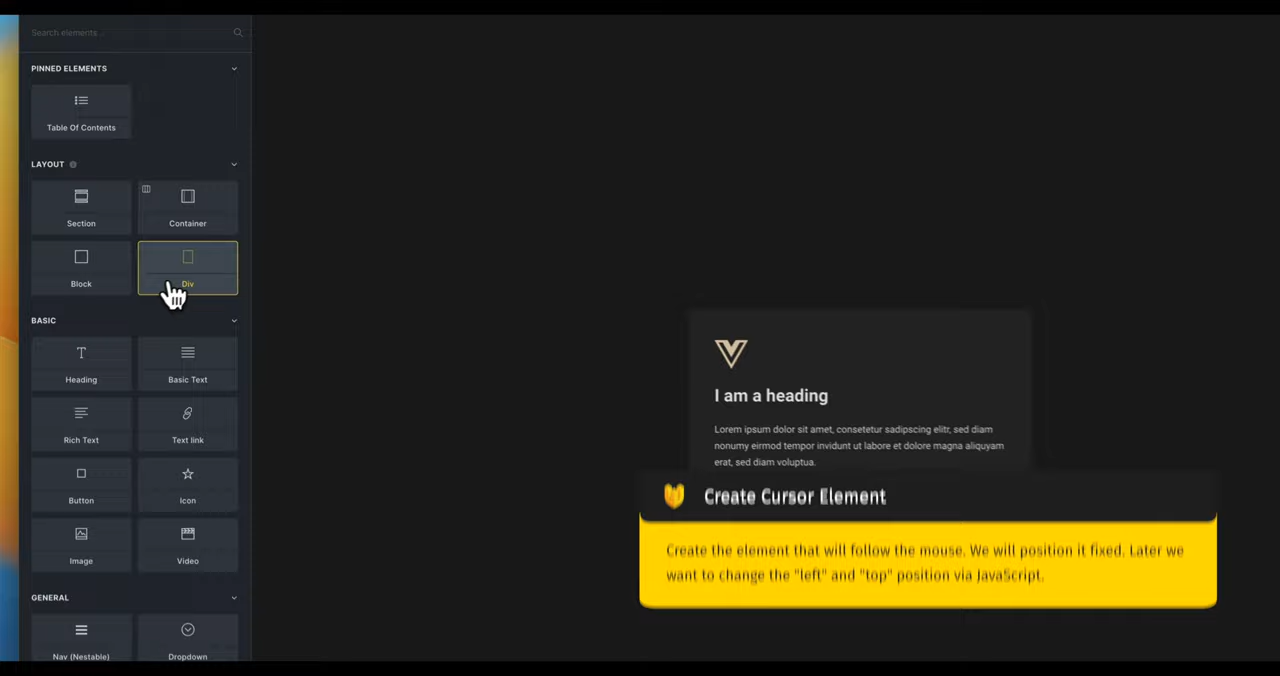 Search elements...
PINNED ELEMENTS
Table Of Contents
LAYOUT
Section
Container
Block
Div
BASIC
Heading
Basic Text
Rich Text
Text link
Button
Icon
Image
Video
GENERAL
Nav (Nestable)
Dropdown
I am a heading
Lorem ipsum dolor sit amet, consetetur sadipscing elitr, sed diam
nonumy eirmod tempor invidunt ut labore et dolore magna aliquyam
erat, sed diam voluptua.
Create Cursor Element
Create the element that will follow the mouse. We will position it fixed. Later we
want to change the "left" and "top" position via JavaScript.